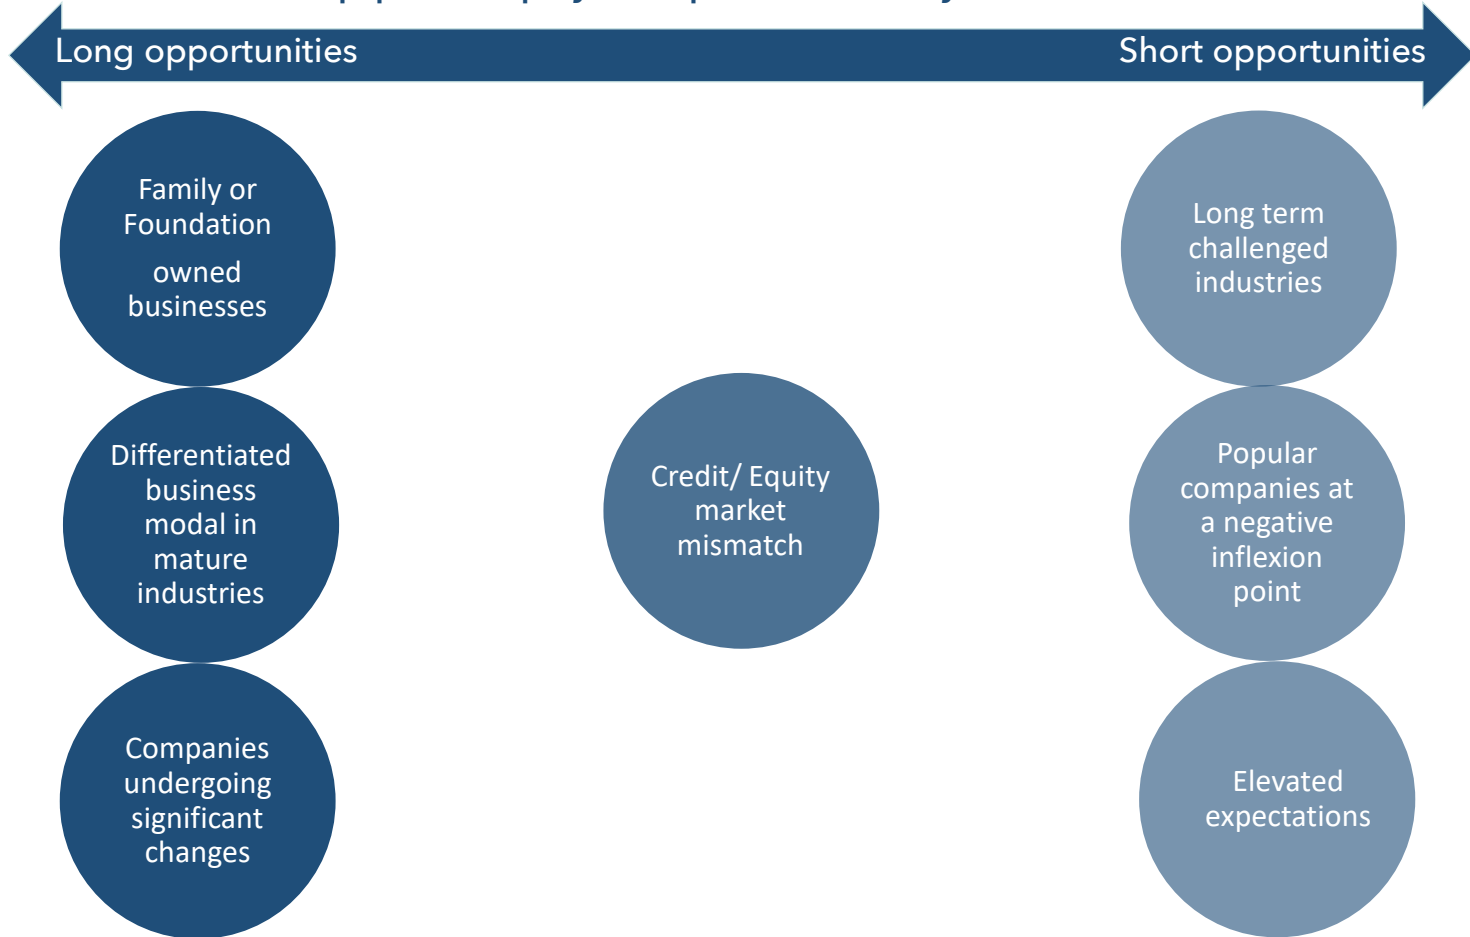 Long opportunities
Short opportunities
Family or
Foundation
owned
businesses
Long term
challenged
industries
Differentiated
business
modal in
mature
industries
Credit/ Equity
market
mismatch
Popular
companies at
a negative
inflexion
point
Companies
undergoing
significant
changes
Elevated
expectations